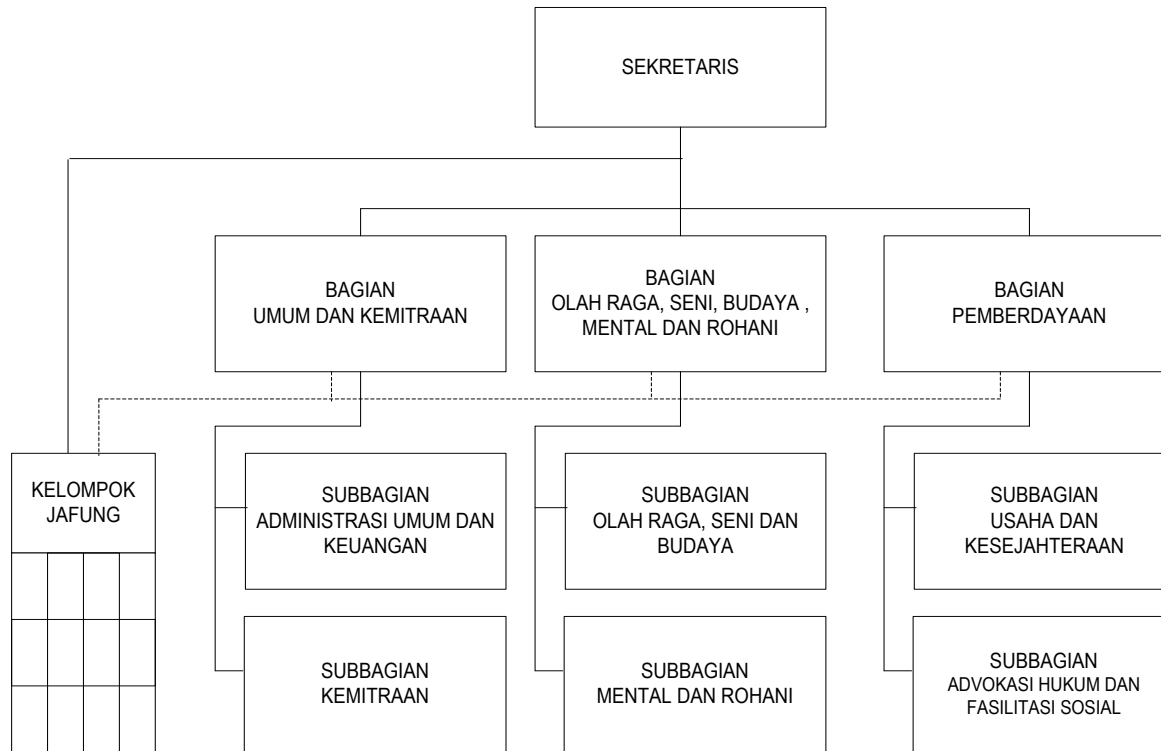 SEKRETARIS
BAGIAN
UMUM DAN KEMITRAAN
BAGIAN
OLAH RAGA, SENI, BUDAYA ,
MENTAL DAN ROHANI
BAGIAN
PEMBERDAYAAN
KELOMPOK
JAFUNG
SUBBAGIAN
ADMINISTRASI UMUM DAN
KEUANGAN
SUBBAGIAN
OLAH RAGA, SENI DAN
BUDAYA
SUBBAGIAN
USAHA DAN
KESEJAHTERAAN
SUBBAGIAN
KEMITRAAN
SUBBAGIAN
MENTAL DAN ROHANI
SUBBAGIAN
ADVOKASI HUKUM DAN
FASILITASI SOSIAL